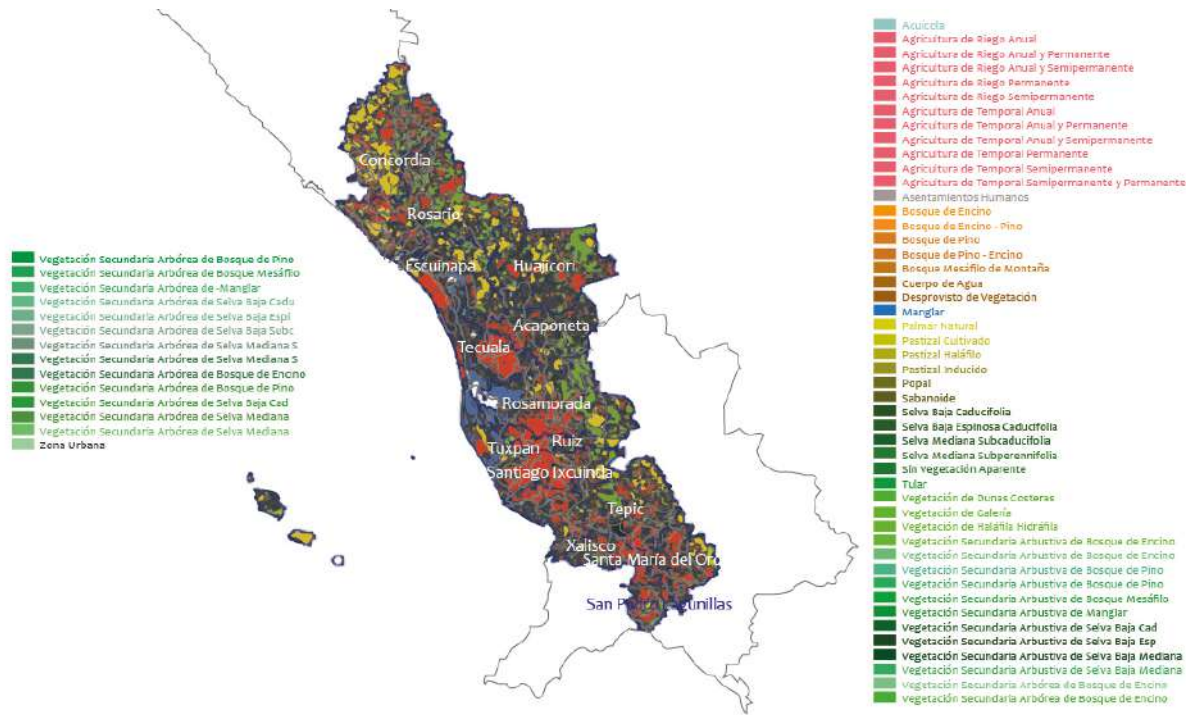 Vegetación Secundaria Arbórea de Bosque de Pino
Vegetación Secundaria Arbórea de Bosque Mesáfilo
Vegetación Secundaria Arbórea de -Manglar
Vegetación Secundaria Arbórea de Selva Baja Cadu
Vegetación Secundaria Arbórea de Selva Baja Espi
Vegetación Secundaria Arbórea de Selva Baja Subc
Vegetación Secundaria Arbórea de Selva Mediana S
Vegetación Secundaria Arbórea de Selva Mediana S
Vegetación Secundaria Arbórea de Bosque de Encino
Vegetación Secundaria Arbórea de Bosque de Pino
Vegetación Secundaria Arbórea de Selva Baja Cad
Vegetación Secundaria Arbórea de Selva Mediana
Vegetación Secundaria Arbórea de Selva Mediana
Zona Urbana
Concordia
Rosario
Escuinapa
Huajicori
Acaponeta
Tecuala
Rosamorada
Tuxpan
Ruiz
Santiago Ixcuinda
Tepic
Xalisco
Santa María del Oro
San Pedro Lagunillas
Acuicola
Agricultura de Riego Anual
Agricultura de Riego Anual y Permanente
Agricultura de Riego Anual y Semipermanente
Agricultura de Riego Permanente
Agricultura de Riego Semipermanente
Agricultura de Temporal Anual
Agricultura de Temporal Anual y Permanente
Agricultura de Temporal Anual y Semipermanente
Agricultura de Temporal Permanente
Agricultura de Temporal Semipermanente
Agricultura de Temporal Semipermanente y Permanente
Asentamientos Humanos
Bosque de Encino
Bosque de Encino - Pino
Bosque de Pino
Bosque de Pino - Encino
Bosque Mesáfilo de Montaña
Cuerpo de Agua
Desprovisto de Vegetación
Manglar
Palmar Natural
Pastizal Cultivado
Pastizal Haláfilo
Pastizal Inducido
Popal
Sabanoide
Selva Baja Caducifolia
Selva Baja Espinosa Caducifolia
Selva Mediana Subcaducifolia
Selva Mediana Subperennifolia
Sin Vegetación Aparente
Tular
Vegetación de Dunas Costeras
Vegetación de Galería
Vegetación de Haláfila Hidráfila
Vegetación Secundaria Arbustiva de Bosque de Encino
Vegetación Secundaria Arbustiva de Bosque de Encino
Vegetación Secundaria Arbustiva de Bosque de Pino
Vegetación Secundaria Arbustiva de Bosque de Pino
Vegetación Secundaria Arbustiva de Bosque Mesáfilo
Vegetación Secundaria Arbustiva de Manglar
Vegetación Secundaria Arbustiva de Selva Baja Cad
Vegetación Secundaria Arbustiva de Selva Baja Esp
Vegetación Secundaria Arbustiva de Selva Baja Mediana
Vegetación Secundaria Arbustiva de Selva Baja Mediana
Vegetación Secundaria Arbórea de Bosque de Encino
Vegetación Secundaria Arbórea de Bosque de Encino